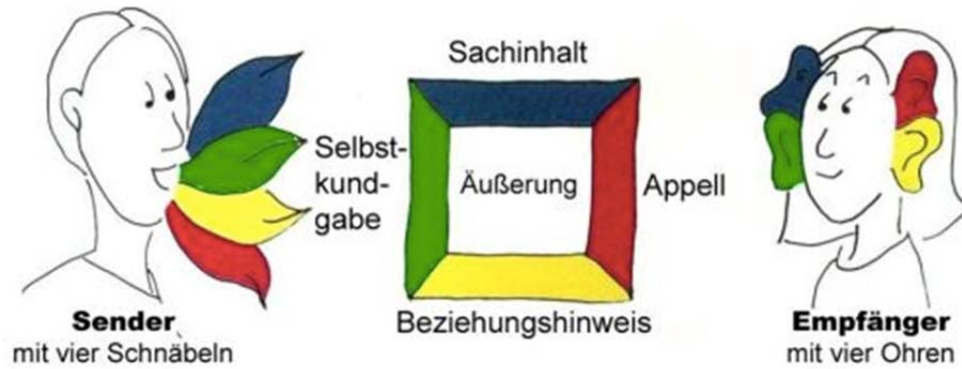 Sachinhalt
Selbst-
kund-
gabe
Äußerung
Appell
Beziehungshinweis
Sender
mit vier Schnäbeln
Empfänger
mit vier Ohren